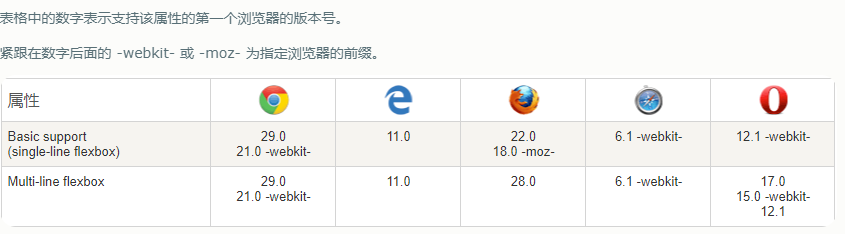 表格中的数字表示支持该属性的第一个浏览器的版本号。
紧跟在数字后面的 -webkit- 或 -moz- 为指定浏览器的前缀。
属性
Basic support
(single-line flexbox)
29.0
21.0 -webkit-
11.0
22.0
18.0 -moz-
6.1 -webkit-
12.1 -webkit-
Multi-line flexbox
29.0
21.0 -webkit-
11.0
28.0
6.1 -webkit-
17.0
15.0 -webkit-
12.1